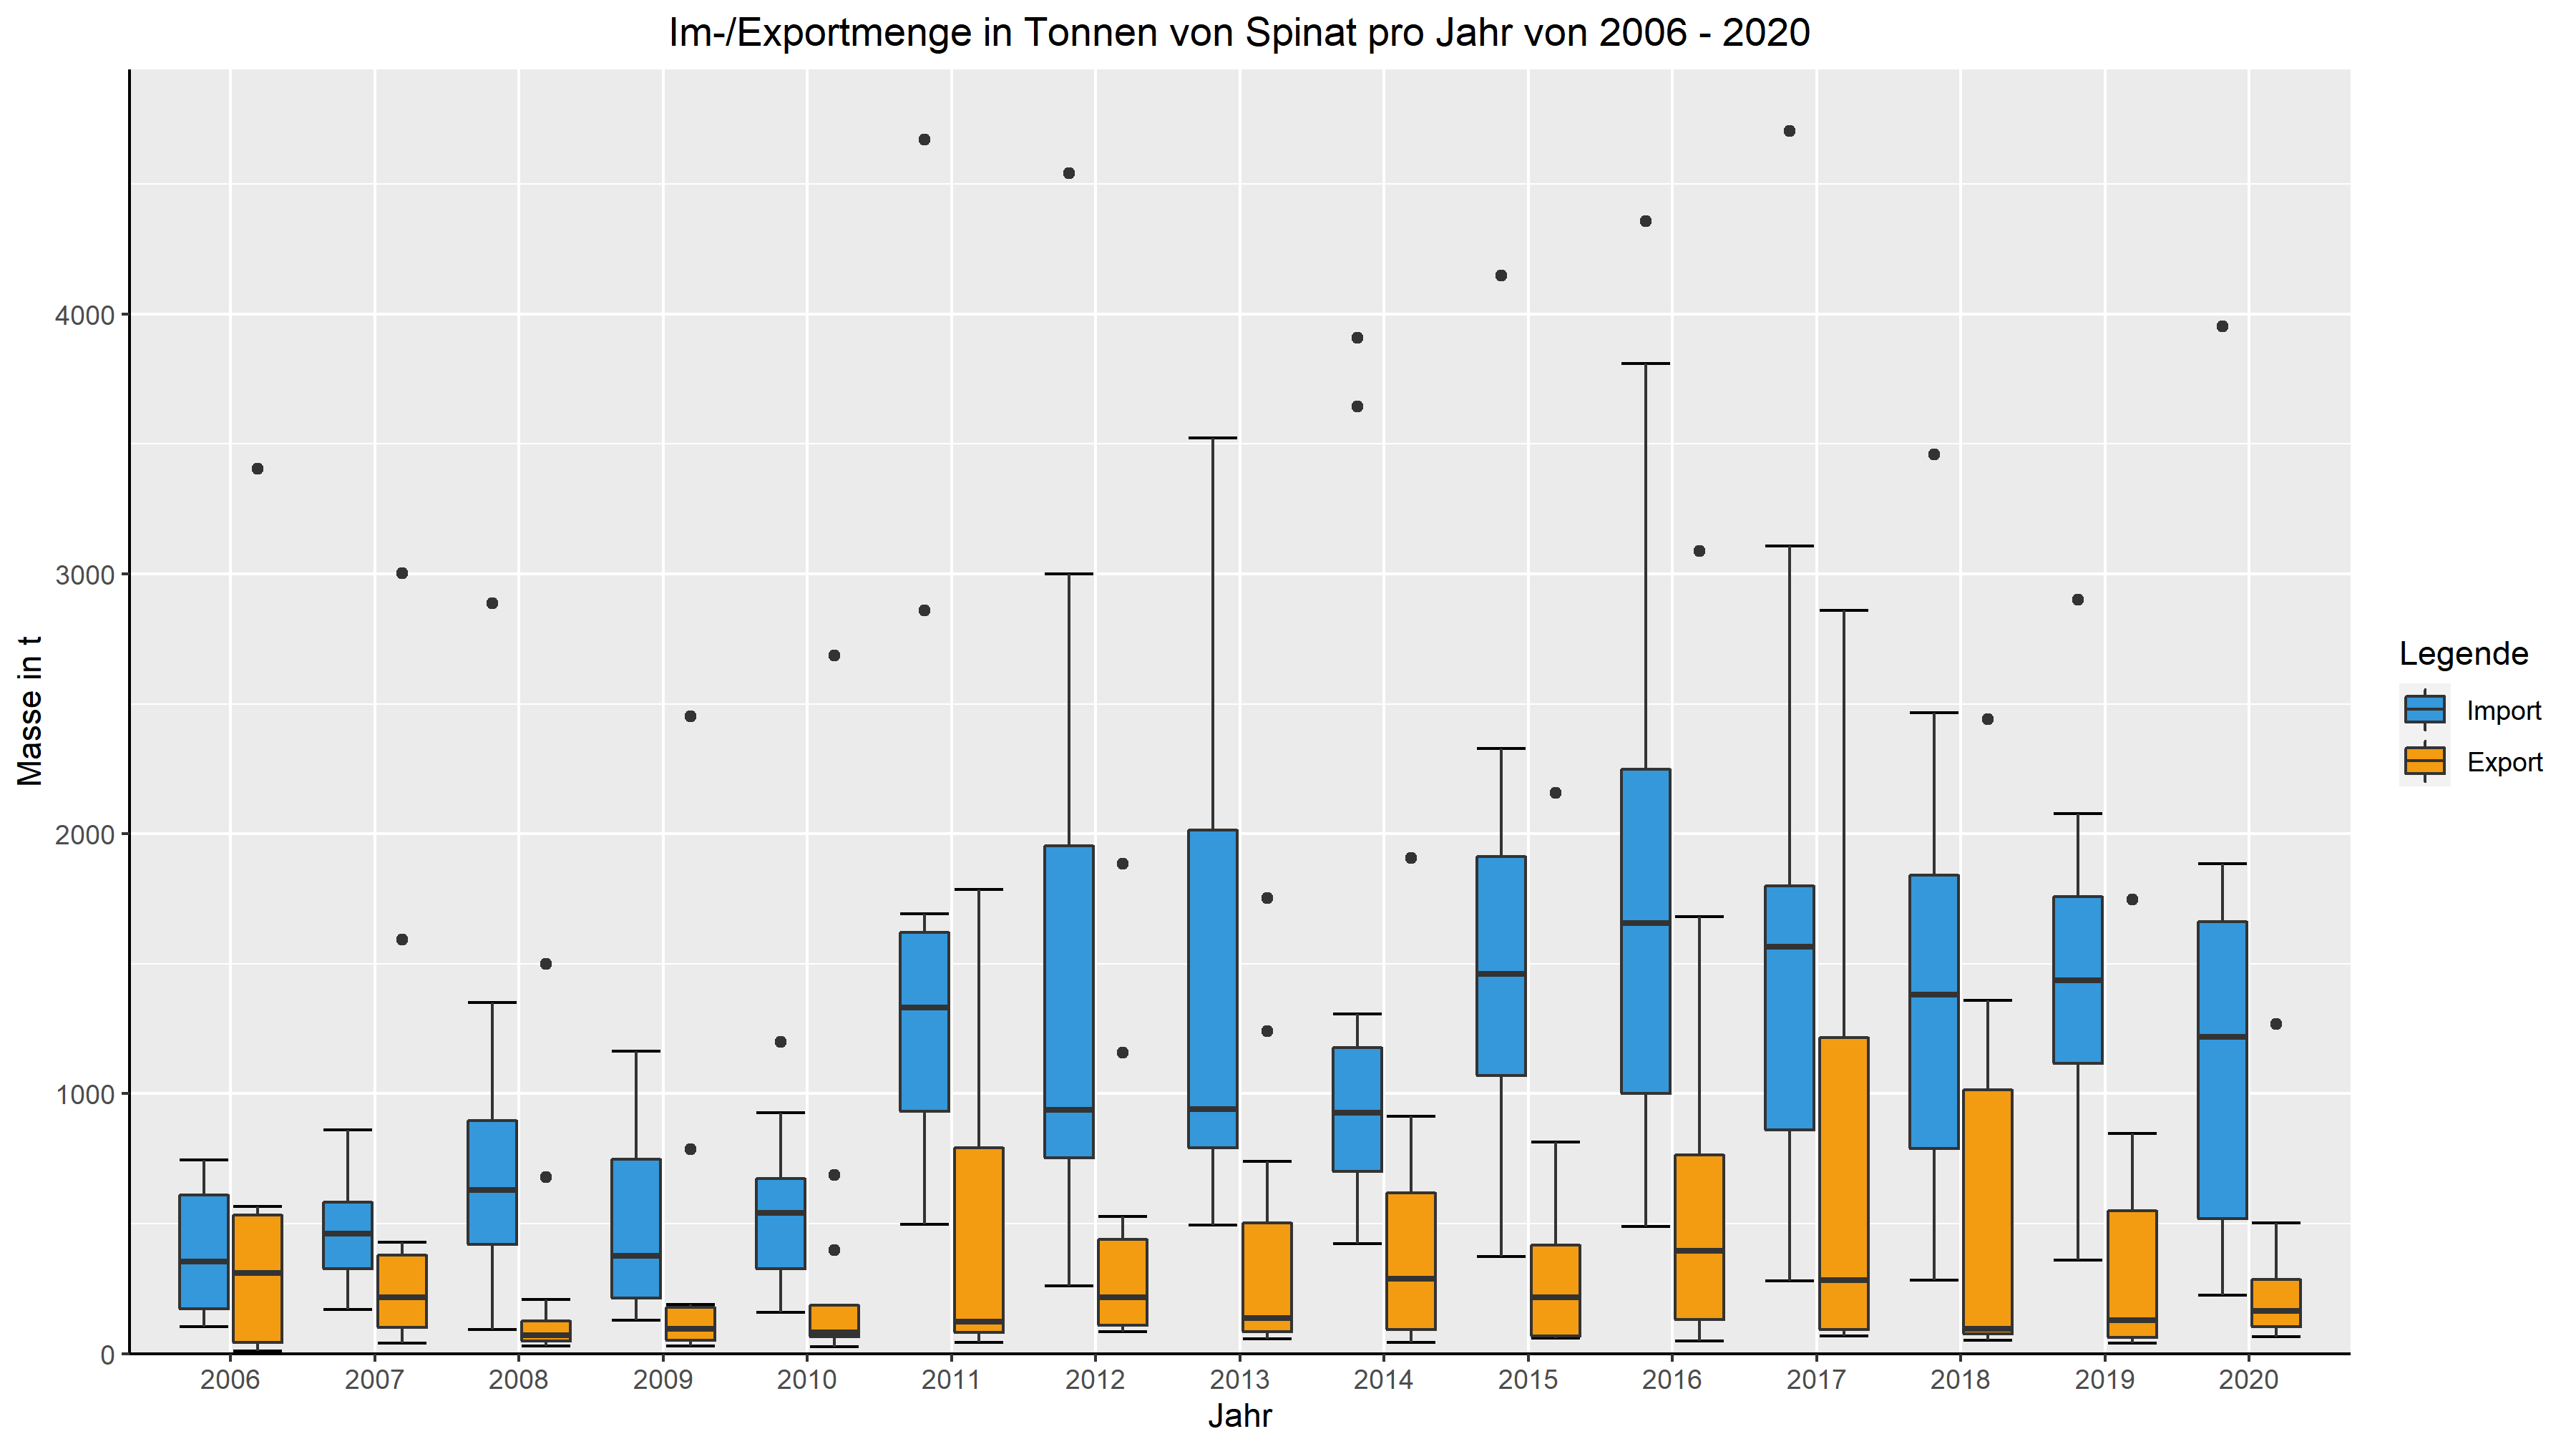 Im-/Exportmenge in Tonnen von Spinat pro Jahr von 2006 - 2020
Masse in t
4000
3000
2000
1000
0
2006 2007 2008 2009 2010 2011 2012 2013 2014 2015 2016 2017 2018 2019 2020
Jahr
Legende
Import
Export